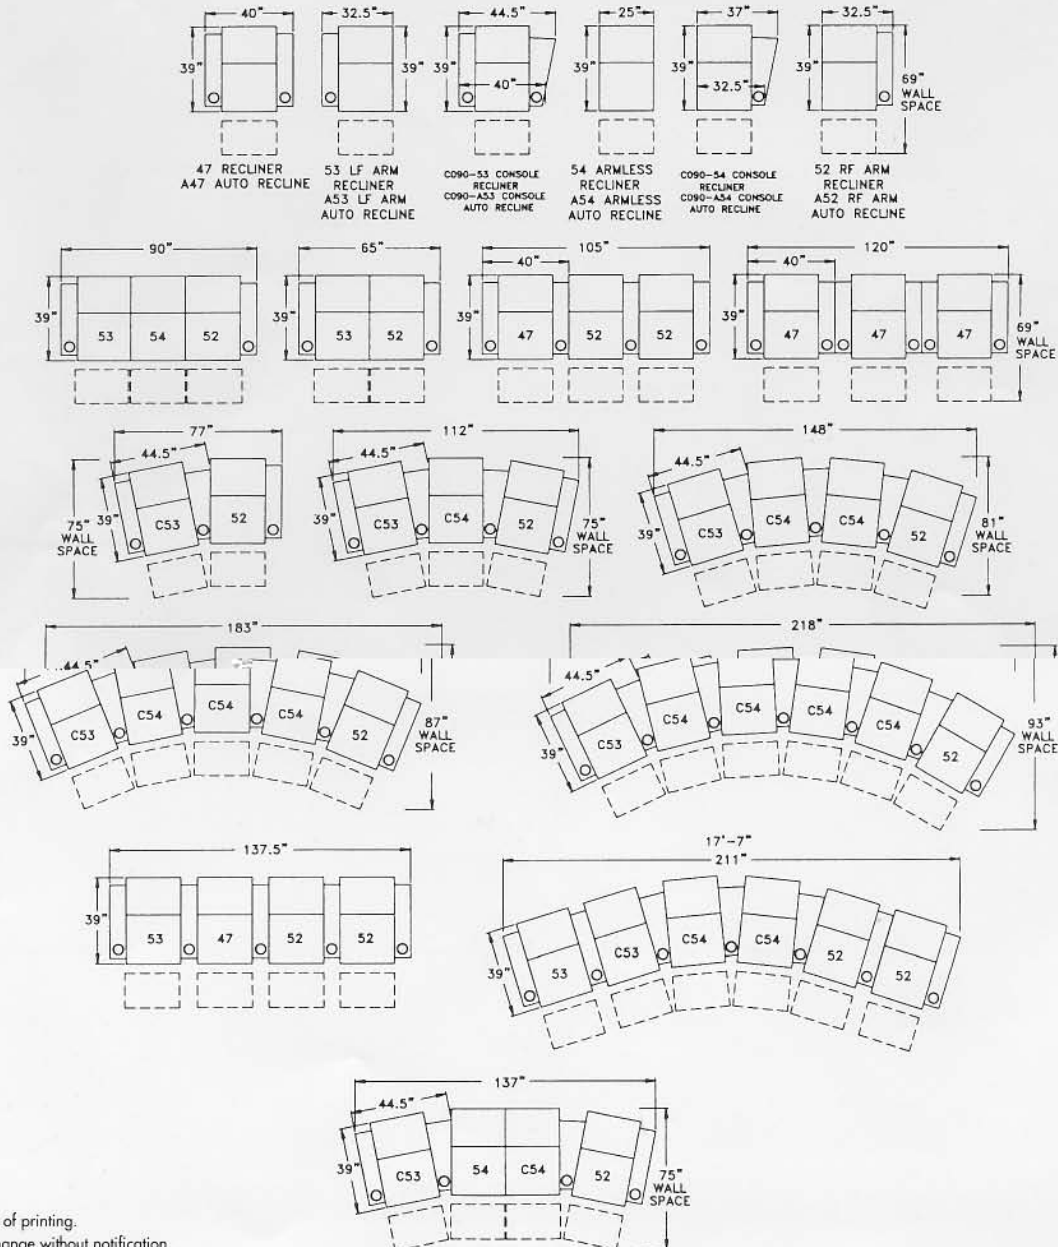 40" 32.5" 44.5" 25" 37" 32.5"
39" 39" 39" 40" 39" 39" 32.5" 39" 69"
WALL
SPACE
47 RECLINER
A47 AUTO RECLINE
53 LF ARM
RECLINER
A53 LF ARM
AUTO RECLINE
C090-53 CONSOLE
RECLINER
C090-A53 CONSOLE
AUTO RECLINE
54 ARMLESS
RECLINER
A54 ARMLESS
AUTO RECLINE
C090-54 CONSOLE
RECLINER
C090-A54 CONSOLE
AUTO RECLINE
52 RF ARM
RECLINER
A52 RF ARM
AUTO RECLINE
90" 65" 105" 120"
40" 40"
39" 39" 39" 39"
53 54 52 53 52 47 52 52 47 47 47
69"
WALL
SPACE
77" 112" 148"
44.5" 44.5" 44.5"
75"
WALL
SPACE
39" C53 52
39" C53 C54 52
75"
WALL
SPACE
39" C53 C54 C54 52
81"
WALL
SPACE
183" 218"
44.5" 44.5"
39" C53 C54 C54 C54 52
87"
WALL
SPACE
39" C53 C54 C54 C54 C54 52
93"
WALL
SPACE
137.5"
39"
53 47 52 52
17'-7"
211"
39"
53 C53 C54 C54 52 52
137"
44.5"
39"
C53 54 C54 52
75"
WALL
SPACE
of printing.
change without notification